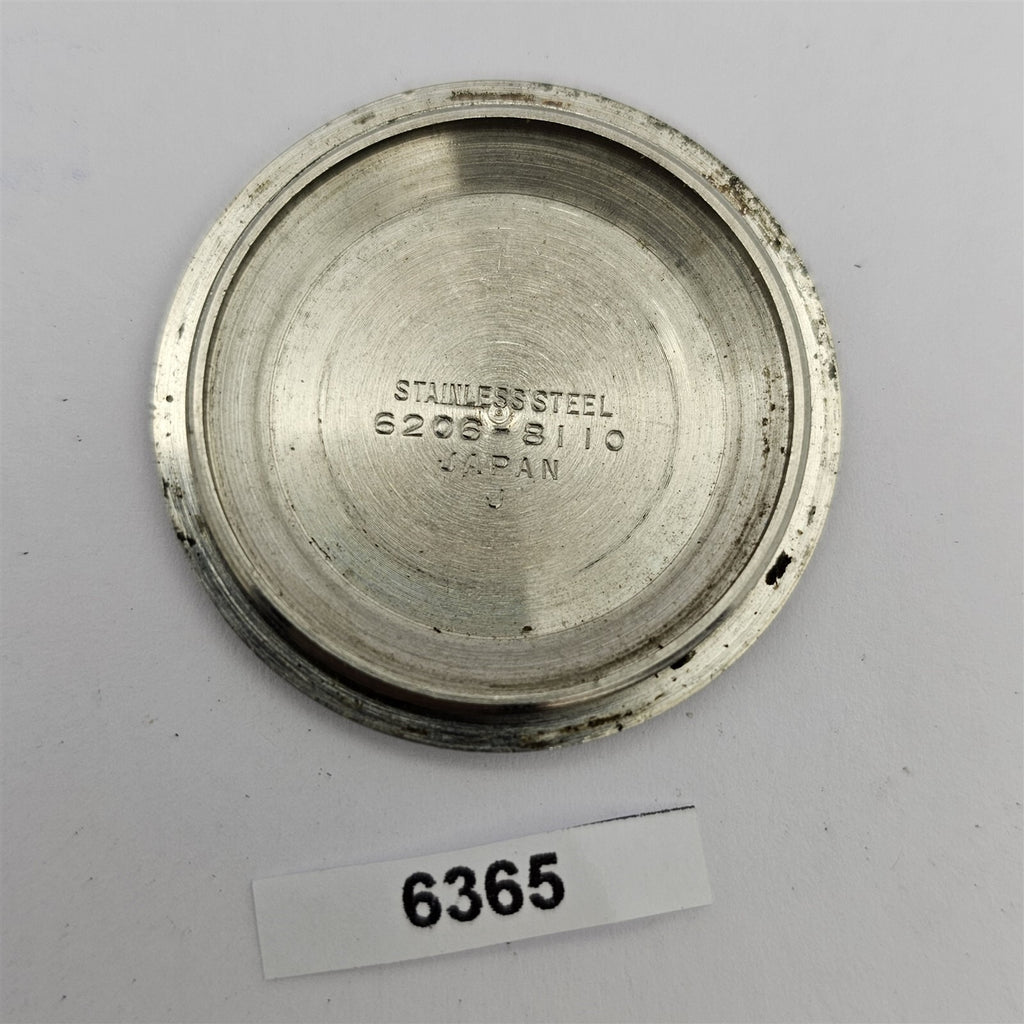 STAINLESS STEEL
6206-8110
JAPAN
J
6365